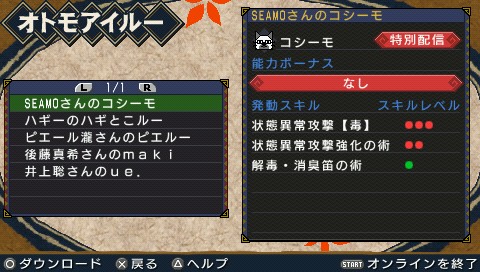 オトモアイルー
L 1/1 R
SEAMOさんのコシーモ
ハギーのハギとこルー
ピエール瀧さんのピエルー
後藤真希さんのmaki
井上聡さんのue.
SEAMOさんのコシーモ
コシーモ
特別配信
能力ボーナス
なし
発動スキル スキルレベル
状態異常攻撃【毒】
状態異常攻撃強化の術
解毒・消臭笛の術
○ダウンロード ×戻る △ヘルプ
START オンラインを終了